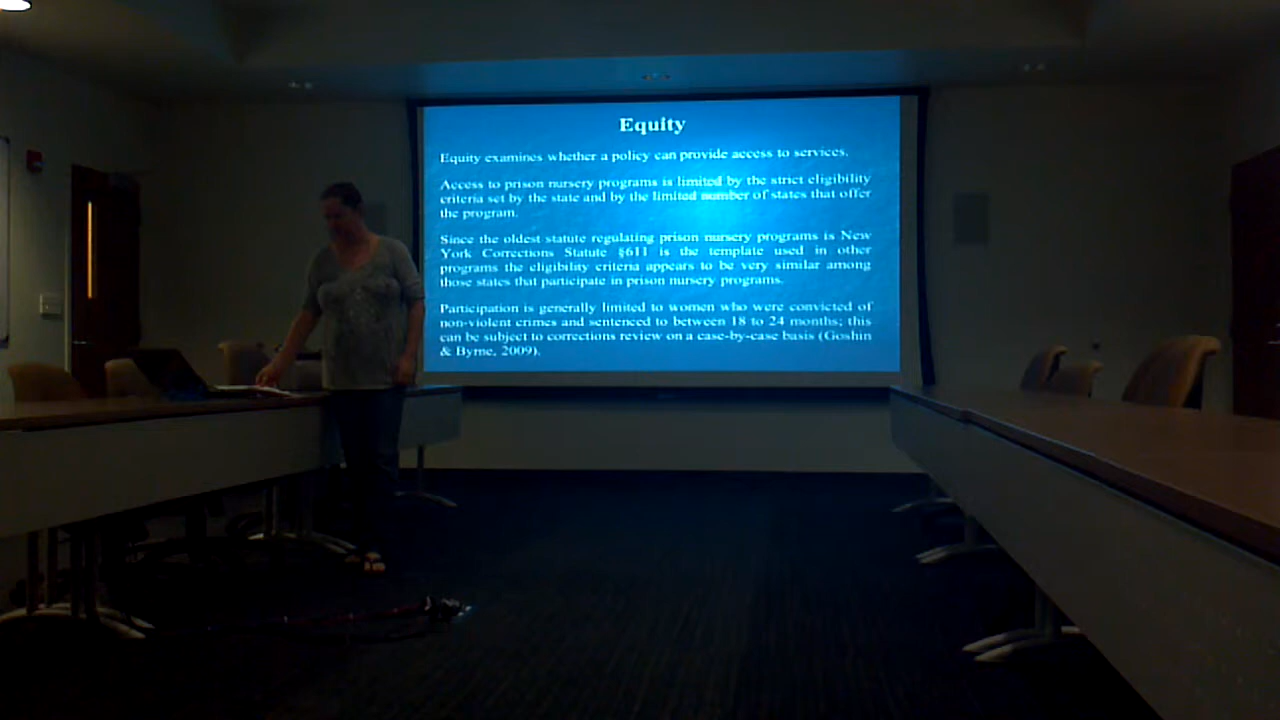 Equity
Equity examines whether a policy can provide access to services.
Access to prison nursery programs is limited by the strict eligibility
criteria set by the state and by the limited number of states that offer
the program.
Since the oldest statute regulating prison nursery programs is New
York Corrections Statute §611 is the template used in other
programs the eligibility criteria appears to be very similar among
those states that participate in prison nursery programs.
Participation is generally limited to women who were convicted of
non-violent crimes and sentenced to between 18 to 24 months; this
can be subject to corrections review on a case-by-case basis (Goshin
& Byrne, 2009).